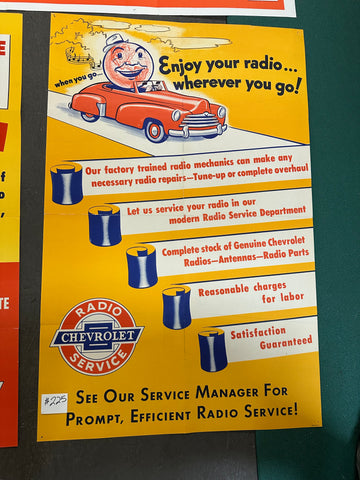 when you go
Enjoy your radio...
wherever you go!
Our factory trained radio mechanics can make any
necessary radio repairs—Tune-up or complete overhaul
Let us service your radio in our
modern Radio Service Department
Complete stock of Genuine Chevrolet
Radios—Antennas—Radio Parts
Reasonable charges
for labor
Satisfaction
Guaranteed
RADIO
CHEVROLET
SERVICE
$225
SEE OUR SERVICE MANAGER FOR
PROMPT, EFFICIENT RADIO SERVICE!